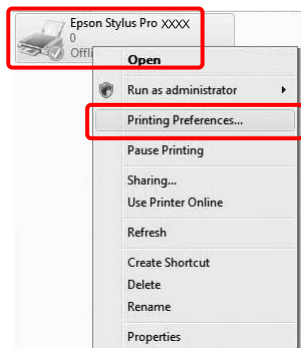 Epson Stylus Pro XXXX
0
Offli
Open
Run as administrator
Printing Preferences...
Pause Printing
Sharing...
Use Printer Online
Refresh
Create Shortcut
Delete
Rename
Properties